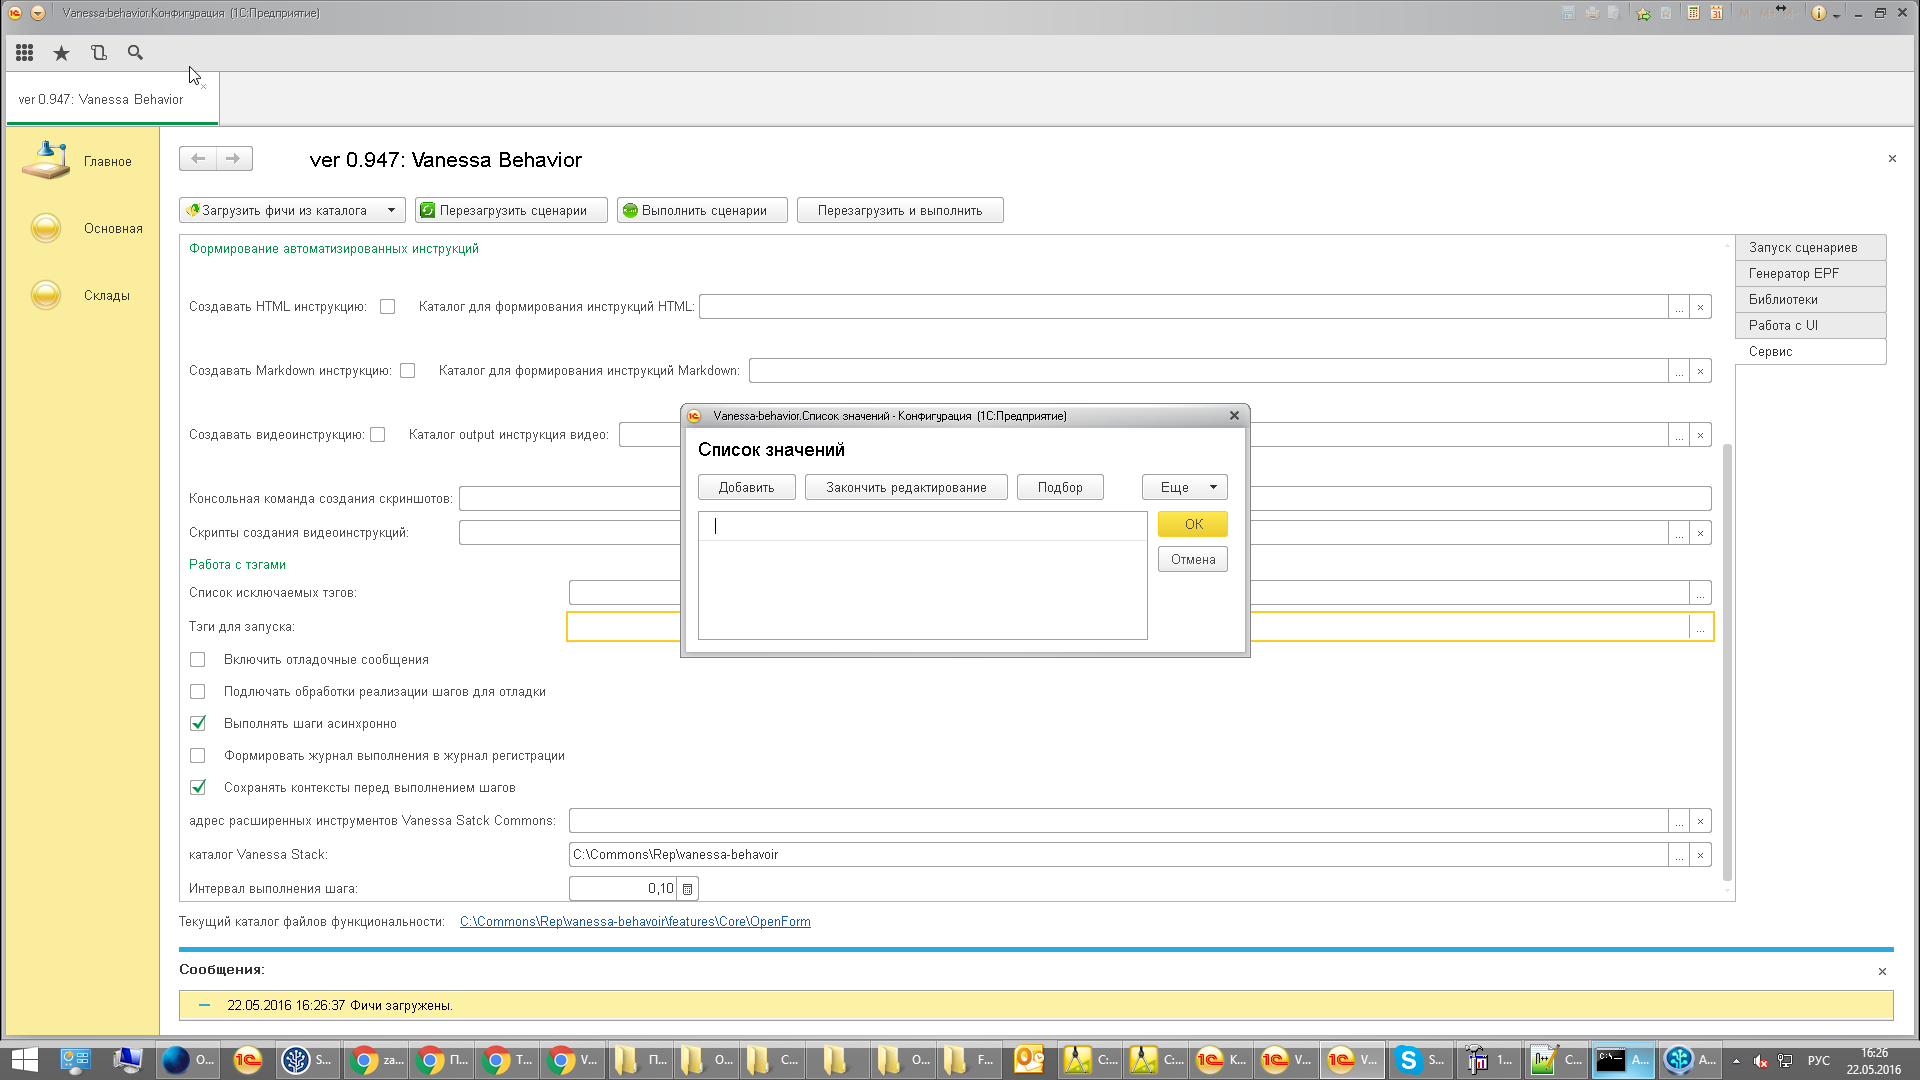 Vanessa-behavior.Конфигурация (1С:Предприятие)
ver 0.947: Vanessa Behavior
Главное
Основная
Склады
ver 0.947: Vanessa Behavior
Загрузить фичи из каталога
Перезагрузить сценарии
Выполнить сценарии
Перезагрузить и выполнить
Формирование автоматизированных инструкций
Создавать HTML инструкцию:
Каталог для формирования инструкций HTML:
Создавать Markdown инструкцию:
Каталог для формирования инструкций Markdown:
Создавать видеоинструкцию:
Каталог output инструкция видео:
Консольная команда создания скриншотов:
Скрипты создания видеоинструкций:
Работа с тэгами
Список исключаемых тэгов:
Тэги для запуска:
Включить отладочные сообщения
Подлючать обработки реализации шагов для отладки
Выполнять шаги асинхронно
Формировать журнал выполнения в журнал регистрации
Сохранять контексты перед выполнением шагов
адрес расширенных инструментов Vanessa Satck Commons:
каталог Vanessa Stack:
C:\Commons\Rep\vanessa-behavoir
Интервал выполнения шага:
0,10
Запуск сценариев
Генератор EPF
Библиотеки
Работа с UI
Сервис
Vanessa-behavior.Список значений - Конфигурация (1С:Предприятие)
Список значений
Добавить
Закончить редактирование
Подбор
Еще
ОК
Отмена
Текущий каталог файлов функциональности:
C:\Commons\Rep\vanessa-behavoir\features\Core\OpenForm
Сообщения:
22.05.2016 16:26:37 Фичи загружены.
O...
S...
za...
П...
T...
V...
П...
O...
C...
O...
F...
C:...
C:...
К...
V...
V...
S...
1...
C...
A...
A...
РУС
16:26
22.05.2016